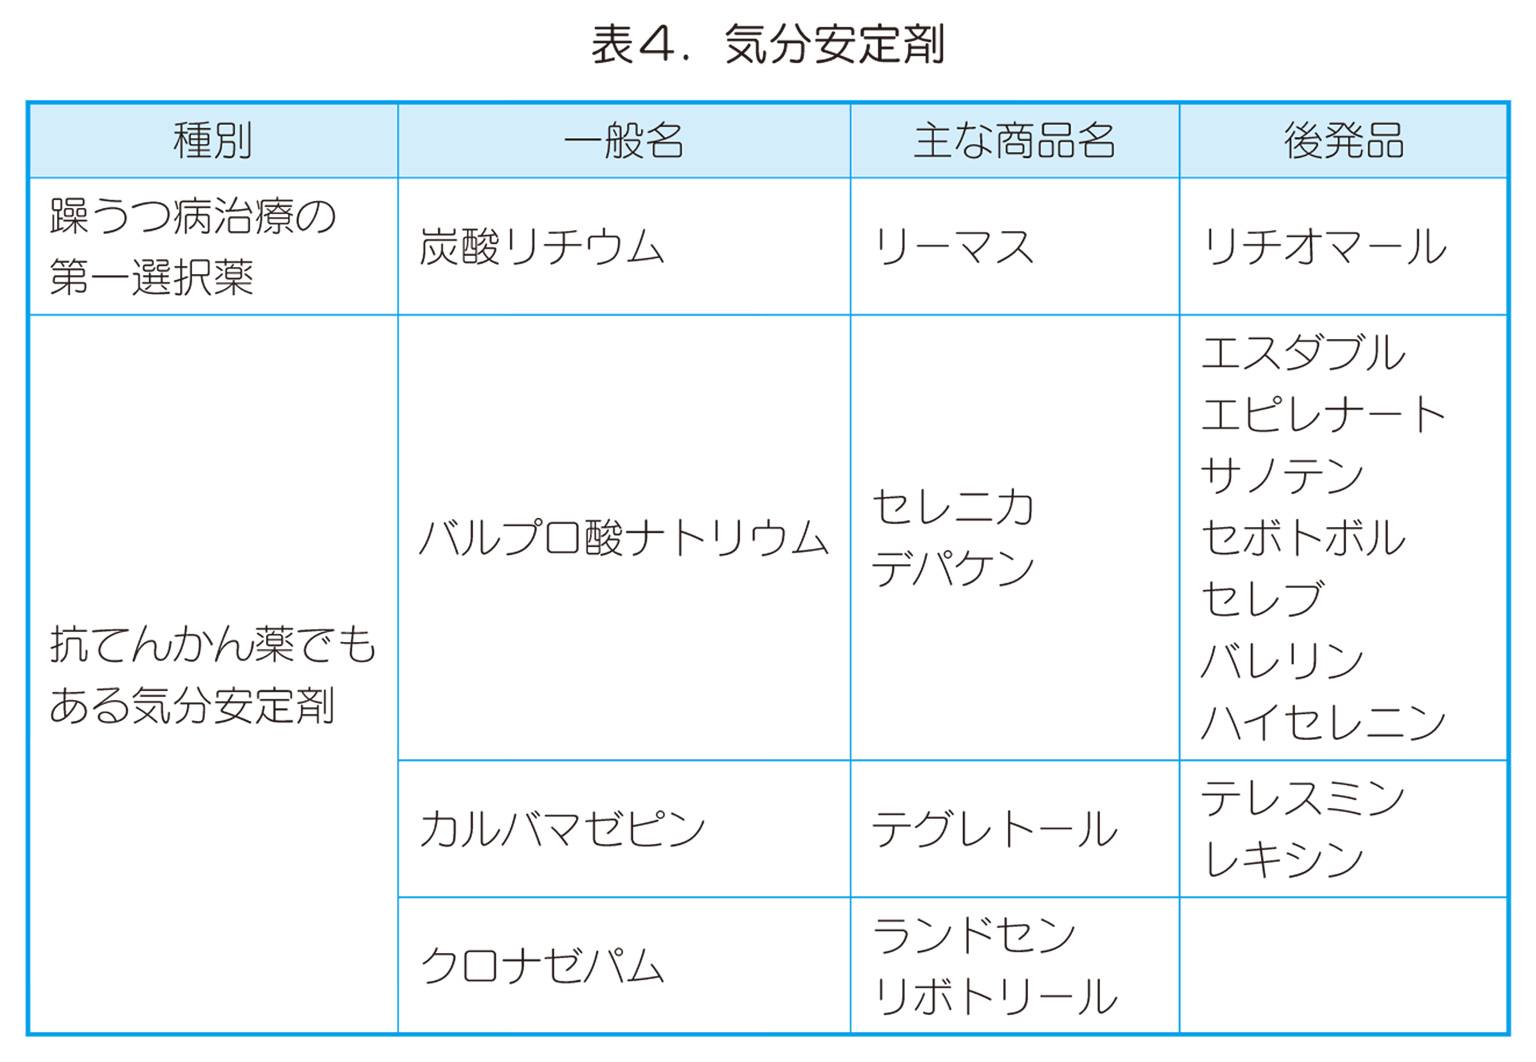 表４．気分安定剤
種別
一般名
主な商品名
後発品
躁うつ病治療の
第一選択薬
炭酸リチウム
リーマス
リチオマール
抗てんかん薬でも
ある気分安定剤
バルプロ酸ナトリウム
セレニカ
デパケン
エスダブル
エピレナート
サノテン
セボトボル
セレブ
バレリン
ハイセレニン
カルバマゼピン
テグレトール
テレスミン
レキシン
クロナゼパム
ランドセン
リボトリール